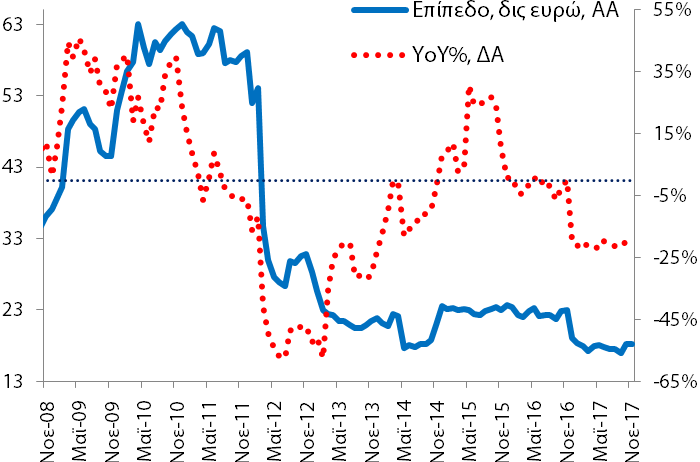 Επίπεδο, δις ευρώ, ΑΑ
YoY%, ΔΑ
63
53
43
33
23
13
55%
35%
15%
-5%
-25%
-45%
-65%
Νοε-08
Μαϊ-09
Νοε-09
Μαϊ-10
Νοε-10
Μαϊ-11
Νοε-11
Μαϊ-12
Νοε-12
Μαϊ-13
Νοε-13
Μαϊ-14
Νοε-14
Μαϊ-15
Νοε-15
Μαϊ-16
Νοε-16
Μαϊ-17
Νοε-17